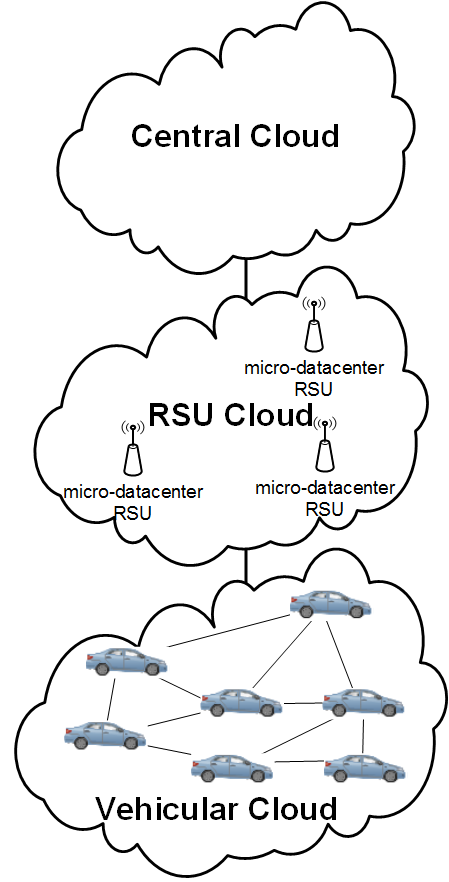 Central Cloud
micro-datacenter
RSU
RSU Cloud
micro-datacenter
RSU
micro-datacenter
RSU
Vehicular Cloud